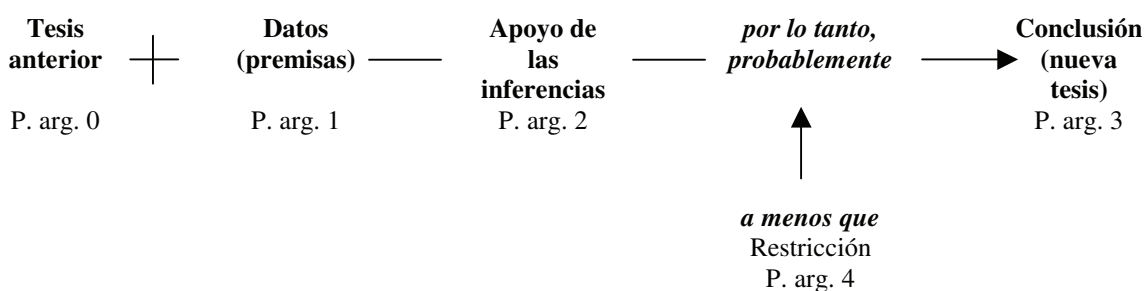 Tesis
anterior
P. arg. 0
Datos
(premisas)
P. arg. 1
Apoyo de
las
inferencias
P. arg. 2
por lo tanto,
probablemente
Conclusión
(nueva
tesis)
P. arg. 3
a menos que
Restricción
P. arg. 4